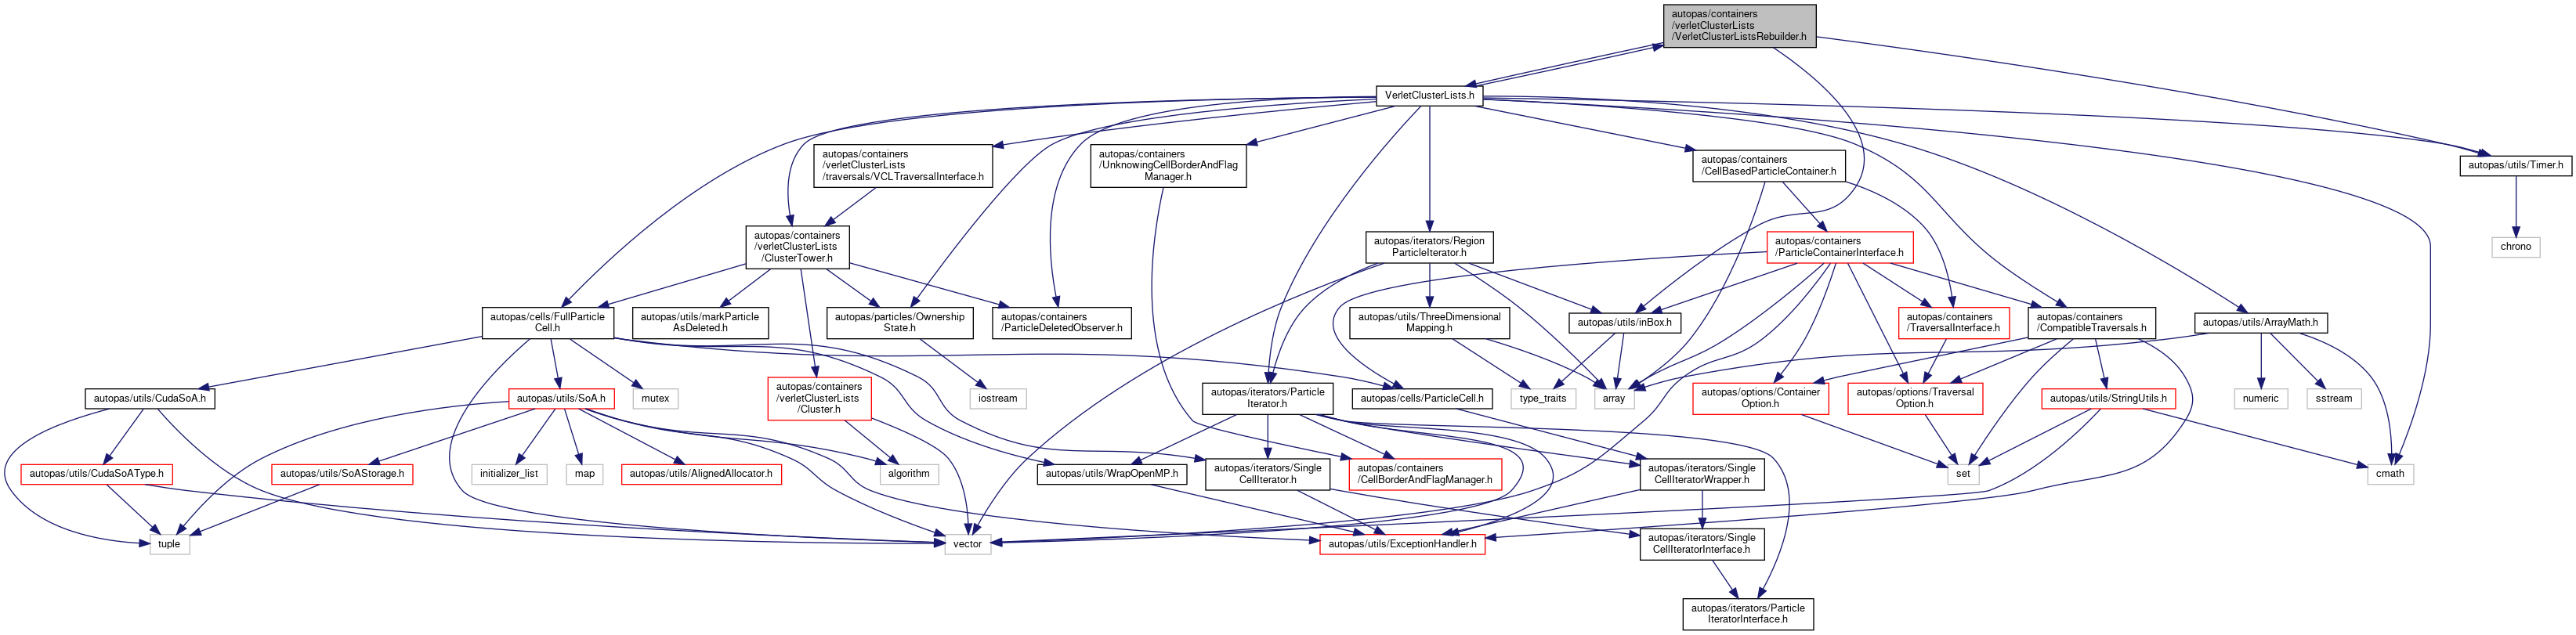 autopas/containers
/verletClusterLists
/VerletClusterListsRebuilder.h
VerletClusterLists.h
autopas/containers
/verletClusterLists
/traversals/VCLTraversalInterface.h
autopas/containers
/UnknowingCellBorderAndFlag
Manager.h
autopas/containers
/CellBasedParticleContainer.h
autopas/utils/Timer.h
autopas/containers
/verletClusterLists
/ClusterTower.h
autopas/iterators/Region
ParticleIterator.h
autopas/containers
/ParticleContainerInterface.h
chrono
autopas/cells/FullParticle
Cell.h
autopas/utils/markParticle
AsDeleted.h
autopas/particles/Ownership
State.h
autopas/containers
/ParticleDeletedObserver.h
autopas/utils/ThreeDimensional
Mapping.h
autopas/utils/inBox.h
autopas/containers
/TraversalInterface.h
autopas/containers
/CompatibleTraversals.h
autopas/utils/ArrayMath.h
autopas/utils/CudaSoA.h
autopas/utils/SoA.h
mutex
autopas/containers
/verletClusterLists
/Cluster.h
iostream
autopas/iterators/Particle
Iterator.h
autopas/cells/ParticleCell.h
type_traits
array
autopas/options/Container
Option.h
autopas/options/Traversal
Option.h
autopas/utils/StringUtils.h
numeric
sstream
autopas/utils/CudaSoAType.h
autopas/utils/SoAStorage.h
initializer_list
map
autopas/utils/AlignedAllocator.h
algorithm
autopas/utils/WrapOpenMP.h
autopas/iterators/Single
CellIterator.h
autopas/containers
/CellBorderAndFlagManager.h
autopas/iterators/Single
CellIteratorWrapper.h
set
cmath
tuple
vector
autopas/utils/ExceptionHandler.h
autopas/iterators/Single
CellIteratorInterface.h
autopas/iterators/Particle
IteratorInterface.h